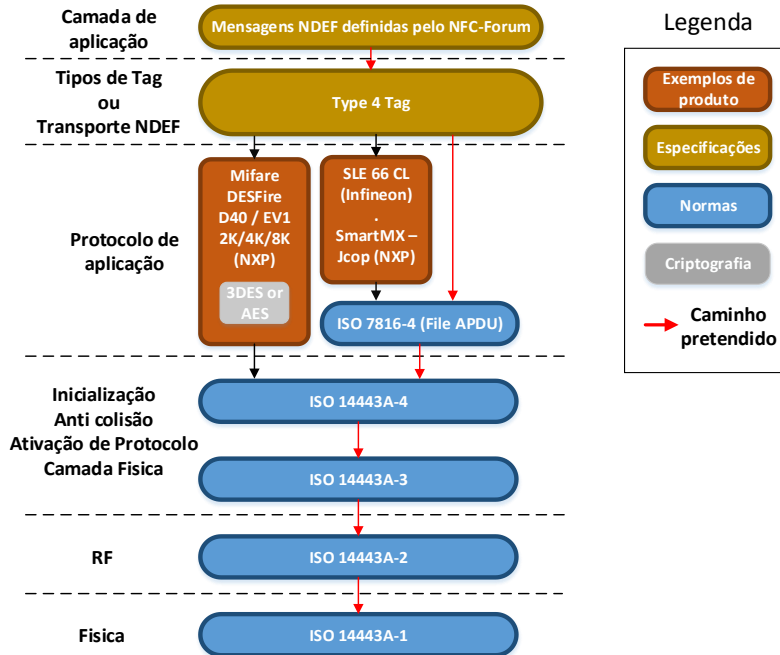 Camada de
aplicação
Mensagens NDEF definidas pelo NFC-Forum
Tipos de Tag
ou
Transporte NDEF
Type 4 Tag
Protocolo de
aplicação
Mifare
DESFire
D40 / EV1
2K/4K/8K
(NXP)
3DES or
AES
SLE 66 CL
(Infineon)
.
SmartMX –
Jcop (NXP)
ISO 7816-4 (File APDU)
Inicialização
Anti colisão
Ativação de Protocolo
Camada Fisica
ISO 14443A-4
ISO 14443A-3
RF
ISO 14443A-2
Fisica
ISO 14443A-1
Legenda
Exemplos de
produto
Especificações
Normas
Criptografia
Caminho
pretendido